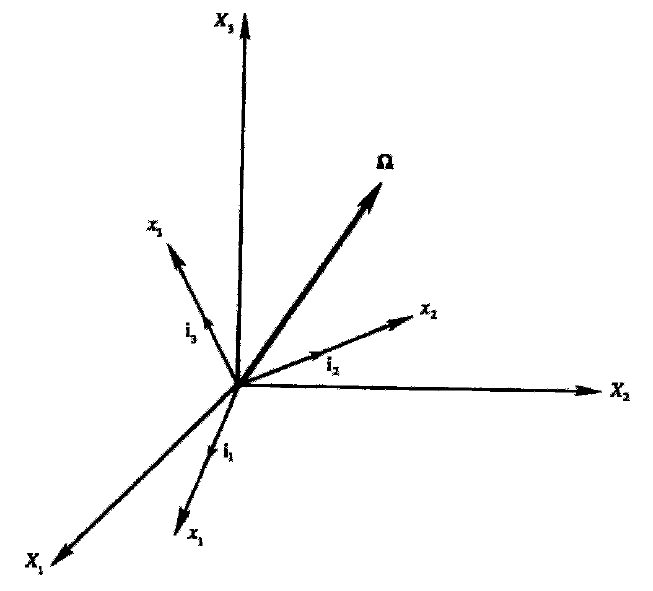 X₃
Ω
x₃
x₂
i₃
i₂
X₂
i₁
x₁
X₁